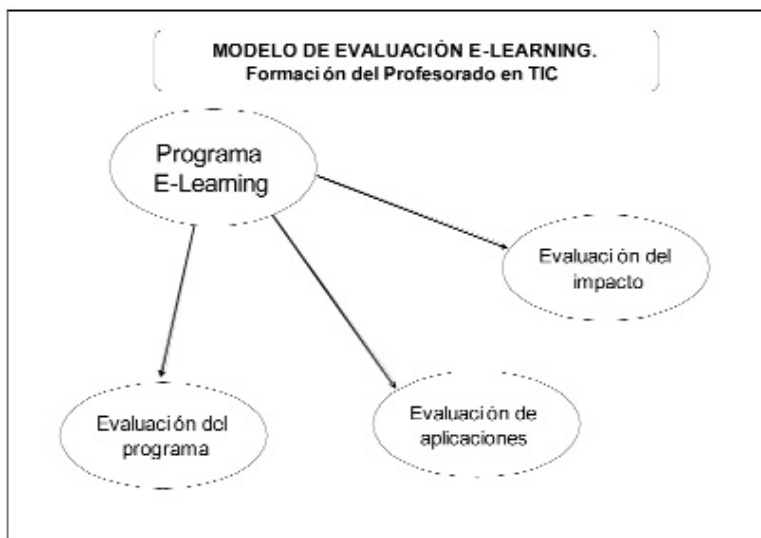 MODELO DE EVALUACIÓN E-LEARNING.
Formación del Profesorado en TIC
Programa
E-Learning
Evaluación del
impacto
Evaluación del
programa
Evaluación de
aplicaciones